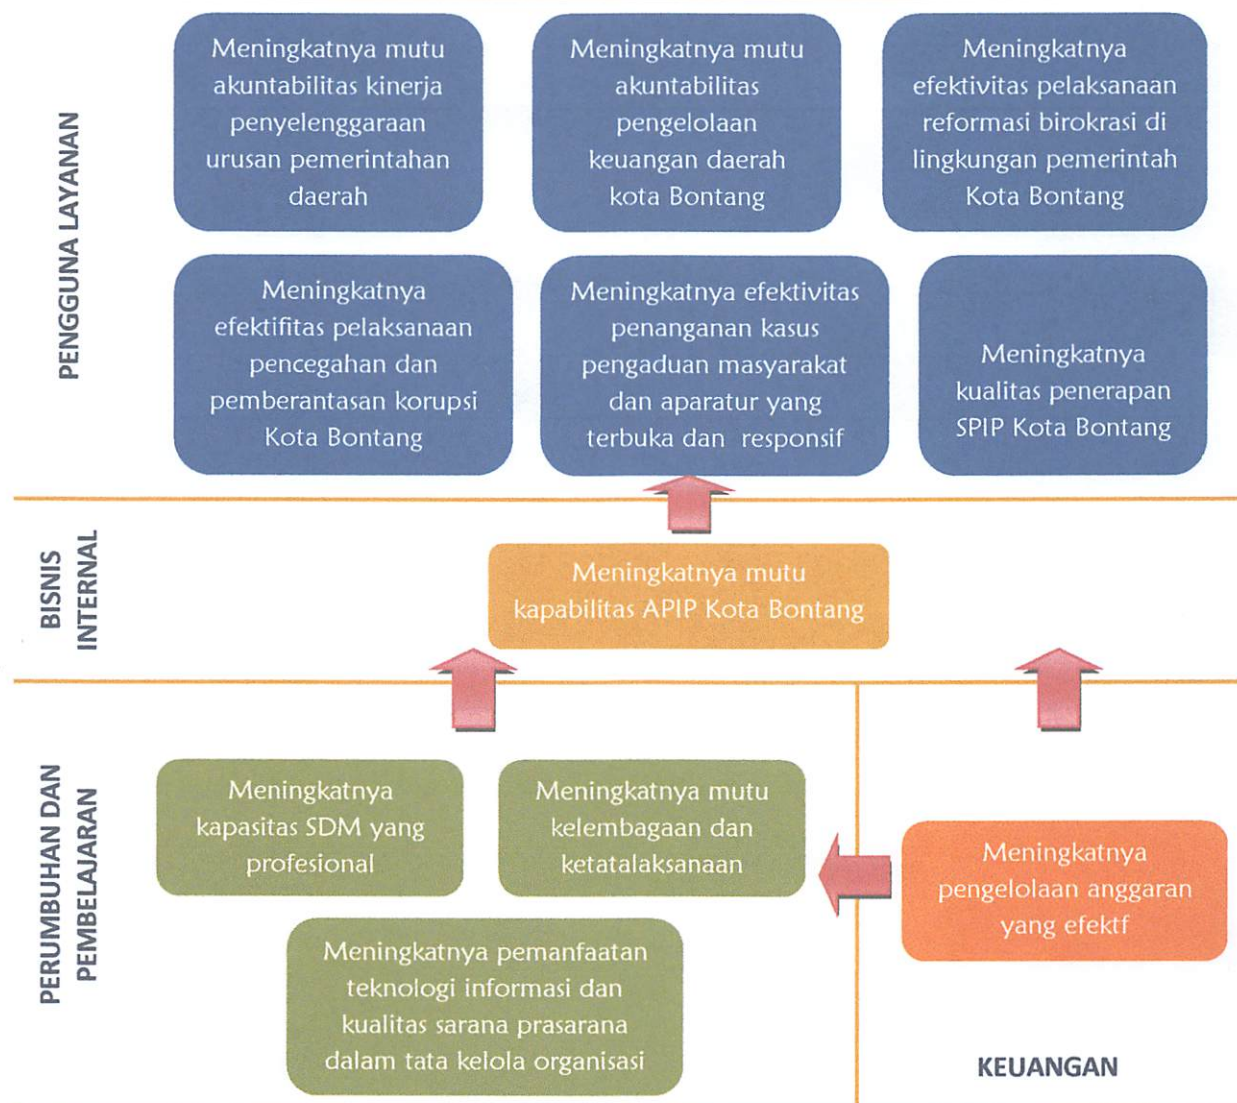 PENGGUNA LAYANAN
Meningkatnya mutu
akuntabilitas kinerja
penyelenggaraan
urusan pemerintahan
daerah
Meningkatnya mutu
akuntabilitas
pengelolaan
keuangan daerah
kota Bontang
Meningkatnya
efektivitas pelaksanaan
reformasi birokrasi di
lingkungan pemerintah
Kota Bontang
Meningkatnya
efektifitas pelaksanaan
pencegahan dan
pemberantasan korupsi
Kota Bontang
Meningkatnya efektivitas
penanganan kasus
pengaduan masyarakat
dan aparatur yang
terbuka dan responsif
Meningkatnya
kualitas penerapan
SPIP Kota Bontang
BISNIS
INTERNAL
Meningkatnya mutu
kapabilitas APIP Kota Bontang
PERUMBUHAN DAN
PEMBELAJARAN
Meningkatnya
kapasitas SDM yang
profesional
Meningkatnya mutu
kelembagaan dan
ketatalaksanaan
Meningkatnya pemanfaatan
teknologi informasi dan
kualitas sarana prasarana
dalam tata kelola organisasi
Meningkatnya
pengelolaan anggaran
yang efektf
KEUANGAN